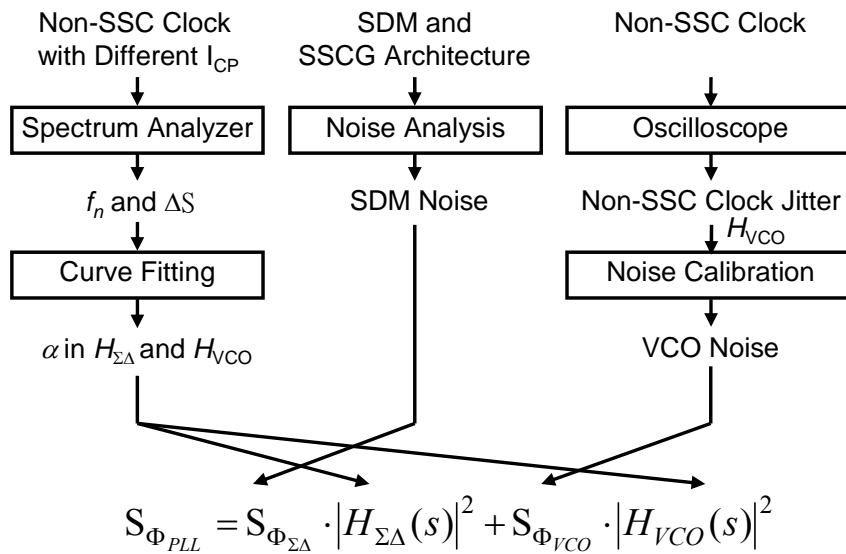 Non-SSC Clock
with Different I_CP
SDM and
SSCG Architecture
Non-SSC Clock
Spectrum Analyzer
Noise Analysis
Oscilloscope
f_n and ΔS
SDM Noise
Non-SSC Clock Jitter
H_VCO
Curve Fitting
Noise Calibration
α in H_ΣΔ and H_VCO
VCO Noise
S_Φ_PLL = S_Φ_ΣΔ · |H_ΣΔ(s)|² + S_Φ_VCO · |H_VCO(s)|²